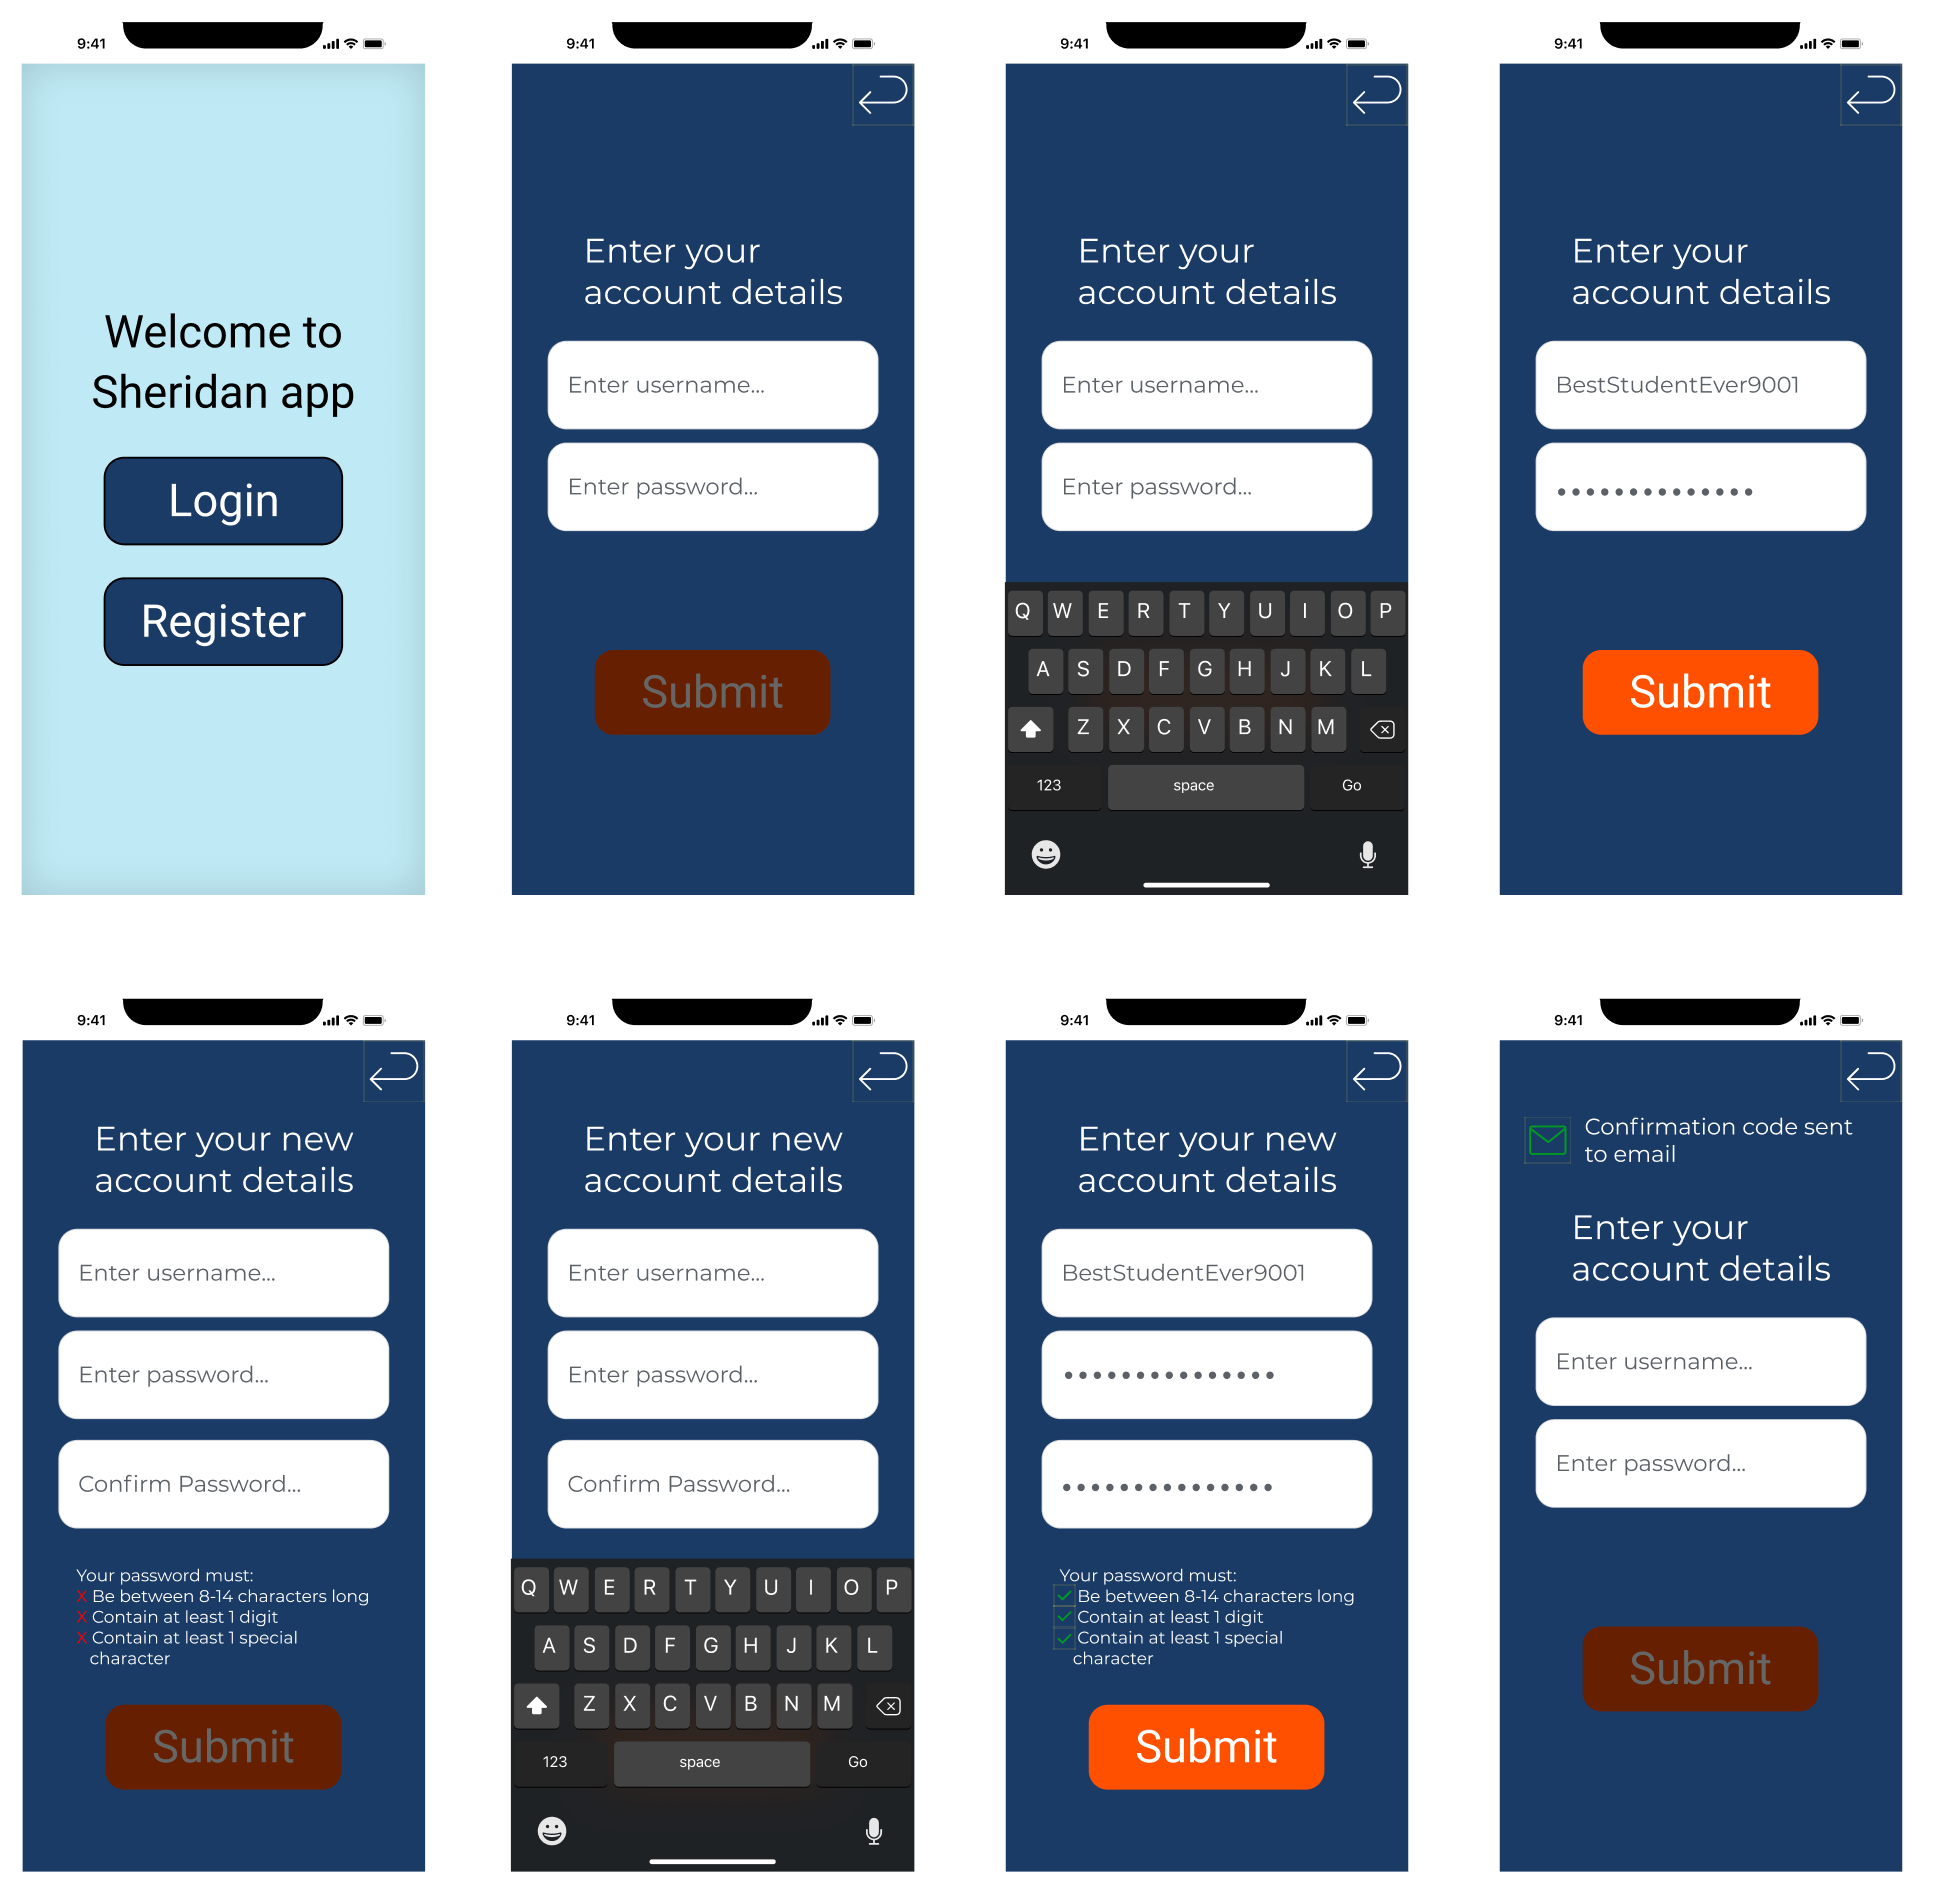 9:41
Welcome to
Sheridan app
Login
Register
9:41
Enter your
account details
Enter username...
Enter password...
Submit
9:41
Enter your
account details
Enter username...
Enter password...
Q W E R T Y U I O P
A S D F G H J K L
Z X C V B N M
123 space Go
9:41
Enter your
account details
BestStudentEver9001
••••••••••••••
Submit
9:41
Enter your new
account details
Enter username...
Enter password...
Confirm Password...
Your password must:
X Be between 8-14 characters long
X Contain at least 1 digit
X Contain at least 1 special
character
Submit
9:41
Enter your new
account details
Enter username...
Enter password...
Confirm Password...
Q W E R T Y U I O P
A S D F G H J K L
Z X C V B N M
123 space Go
9:41
Enter your new
account details
BestStudentEver9001
•••••••••••••••
•••••••••••••••
Your password must:
Be between 8-14 characters long
Contain at least 1 digit
Contain at least 1 special
character
Submit
9:41
Confirmation code sent
to email
Enter your
account details
Enter username...
Enter password...
Submit